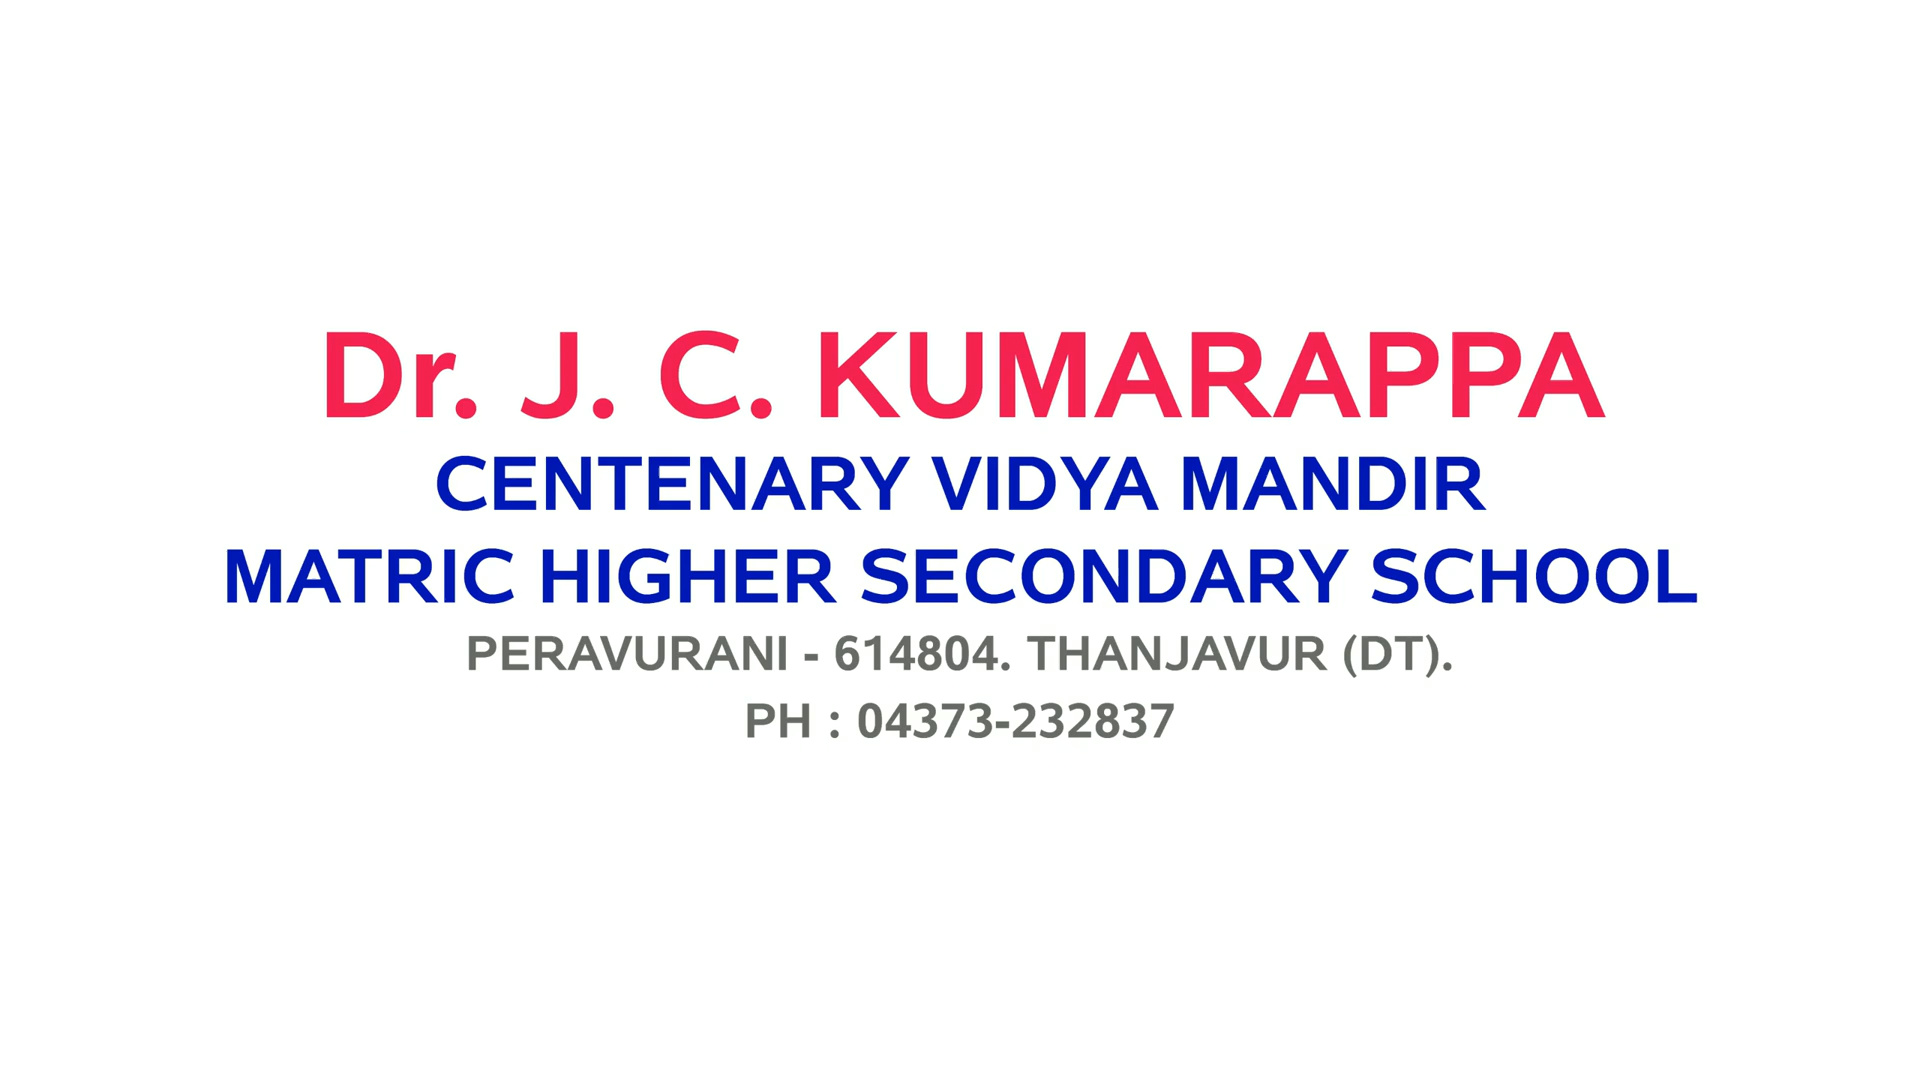 Dr. J. C. KUMARAPPA
CENTENARY VIDYA MANDIR
MATRIC HIGHER SECONDARY SCHOOL
PERAVURANI - 614804. THANJAVUR (DT).
PH : 04373-232837